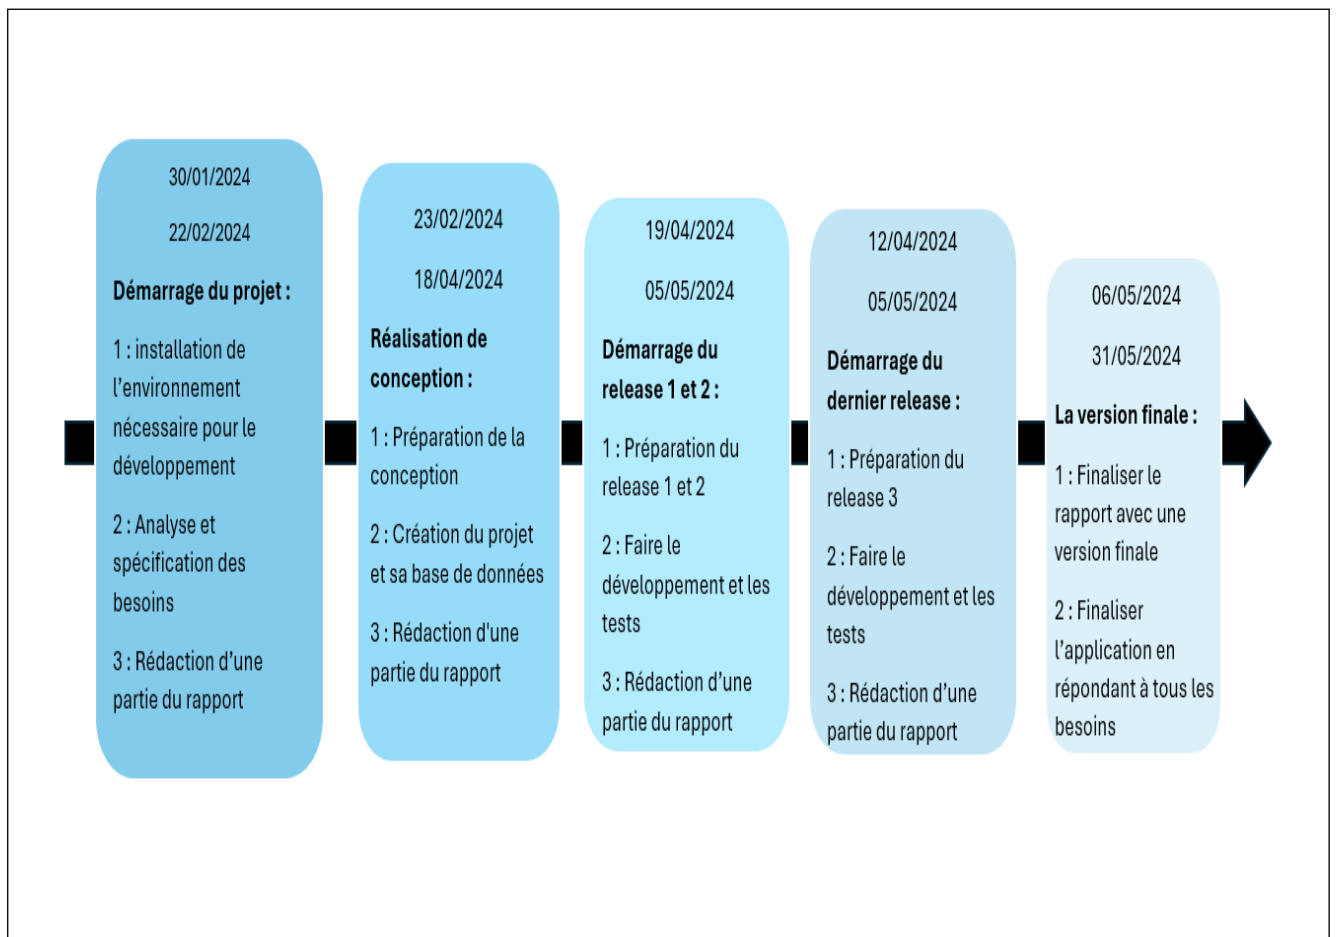 30/01/2024
22/02/2024
Démarrage du projet :
1 : installation de
l’environnement
nécessaire pour le
développement
2 : Analyse et
spécification des
besoins
3 : Rédaction d’une
partie du rapport
23/02/2024
18/04/2024
Réalisation de
conception :
1 : Préparation de la
conception
2 : Création du projet
et sa base de données
3 : Rédaction d'une
partie du rapport
19/04/2024
05/05/2024
Démarrage du
release 1 et 2 :
1 : Préparation du
release 1 et 2
2 : Faire le
développement et les
tests
3 : Rédaction d’une
partie du rapport
12/04/2024
05/05/2024
Démarrage du
dernier release :
1 : Préparation du
release 3
2 : Faire le
développement et les
tests
3 : Rédaction d’une
partie du rapport
06/05/2024
31/05/2024
La version finale :
1 : Finaliser le
rapport avec une
version finale
2 : Finaliser
l’application en
répondant à tous les
besoins